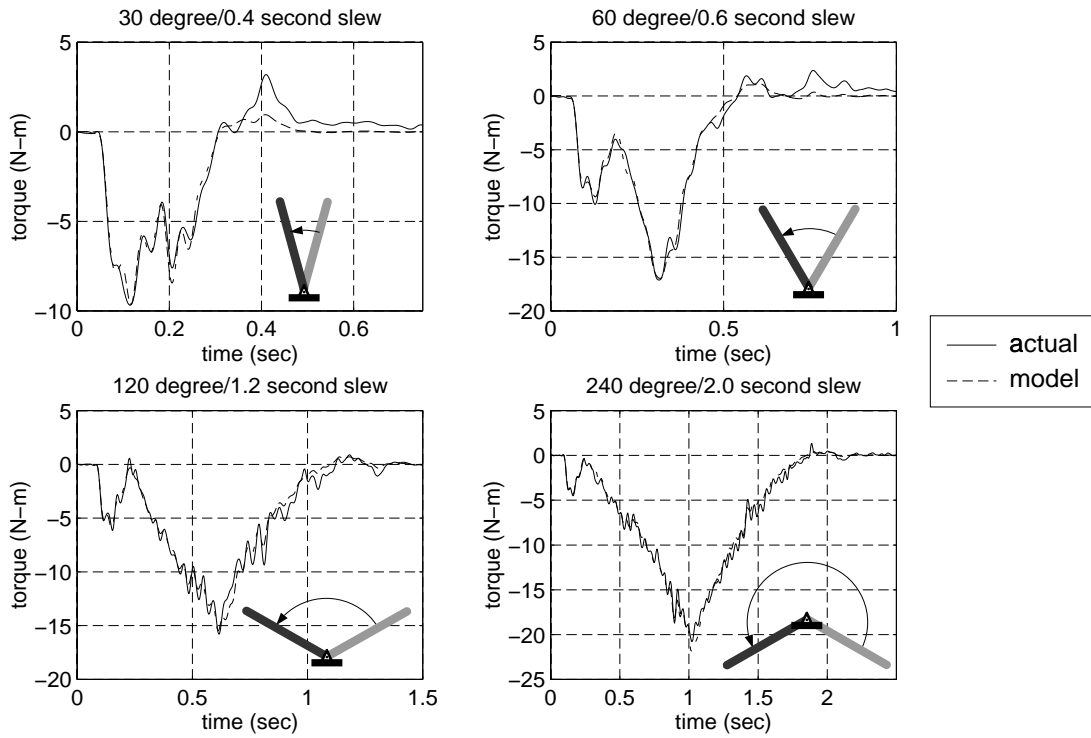 30 degree/0.4 second slew
5
0
−5
−10
torque (N−m)
0
0.2
0.4
0.6
time (sec)
60 degree/0.6 second slew
5
0
−5
−10
−15
−20
torque (N−m)
0
0.5
1
time (sec)
actual
model
120 degree/1.2 second slew
5
0
−5
−10
−15
−20
torque (N−m)
0
0.5
1
1.5
time (sec)
240 degree/2.0 second slew
5
0
−5
−10
−15
−20
−25
torque (N−m)
0
0.5
1
1.5
2
time (sec)